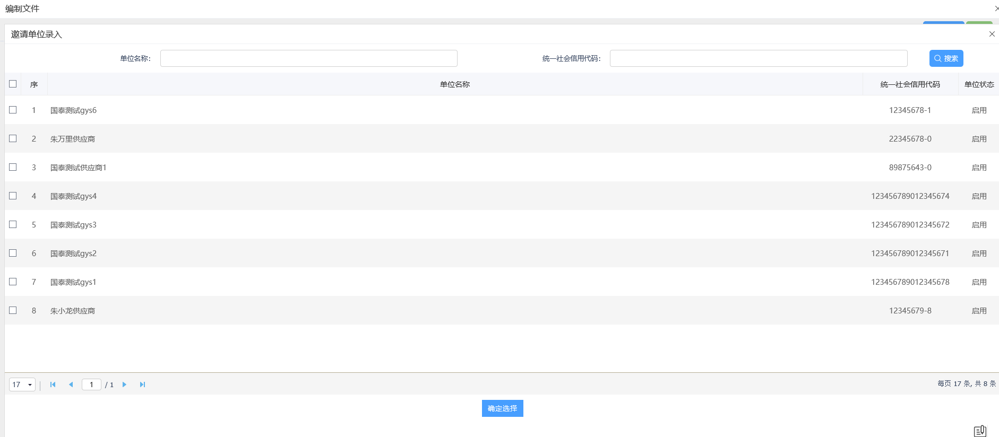 编制文件
邀请单位录入
单位名称: 统一社会信用代码: 搜索
序 单位名称 统一社会信用代码 单位状态
1 国泰测试gys6 12345678-1 启用
2 朱万里供应商 22345678-0 启用
3 国泰测试供应商1 89875643-0 启用
4 国泰测试gys4 123456789012345674 启用
5 国泰测试gys3 123456789012345672 启用
6 国泰测试gys2 123456789012345671 启用
7 国泰测试gys1 123456789012345678 启用
8 朱小龙供应商 12345679-8 启用
17 1 / 1 每页 17 条, 共 8 条
确定选择